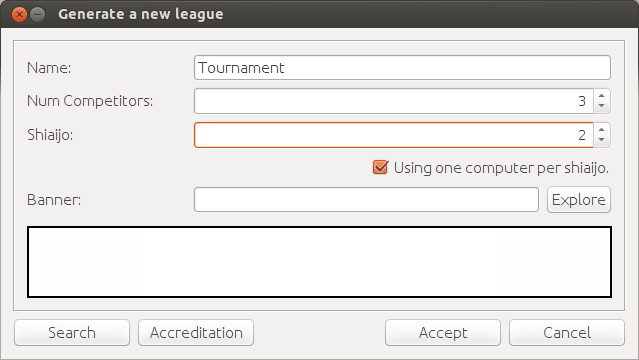 Generate a new league
Name: Tournament
Num Competitors: 3
Shiaijo: 2
Using one computer per shiaijo.
Banner: Explore
Search Accreditation Accept Cancel